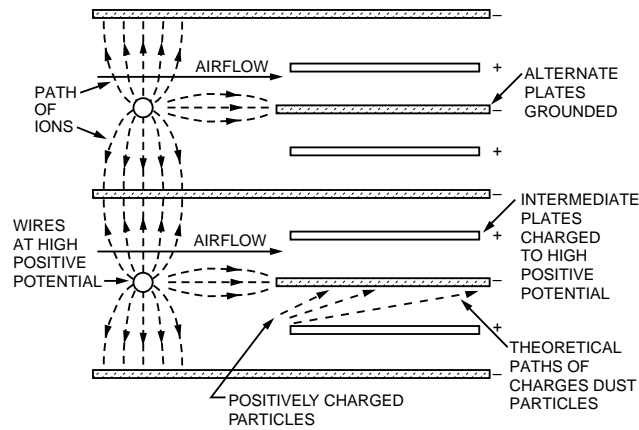 AIRFLOW
PATH
OF
IONS
ALTERNATE
PLATES
GROUNDED
WIRES
AT HIGH
POSITIVE
POTENTIAL
AIRFLOW
INTERMEDIATE
PLATES
CHARGED
TO HIGH
POSITIVE
POTENTIAL
POSITIVELY CHARGED
PARTICLES
THEORETICAL
PATHS OF
CHARGES DUST
PARTICLES
–
+
–
+
–
+
–
+
–